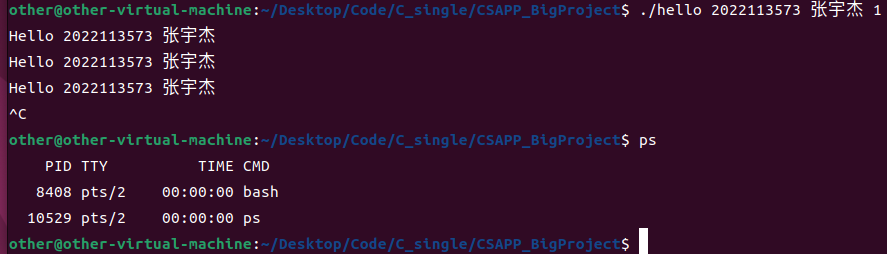 other@other-virtual-machine:~/Desktop/Code/C_single/CSAPP_BigProject$ ./hello 2022113573 张宇杰 1
Hello 2022113573 张宇杰
Hello 2022113573 张宇杰
Hello 2022113573 张宇杰
^C
other@other-virtual-machine:~/Desktop/Code/C_single/CSAPP_BigProject$ ps
    PID TTY          TIME CMD
   8408 pts/2    00:00:00 bash
  10529 pts/2    00:00:00 ps
other@other-virtual-machine:~/Desktop/Code/C_single/CSAPP_BigProject$